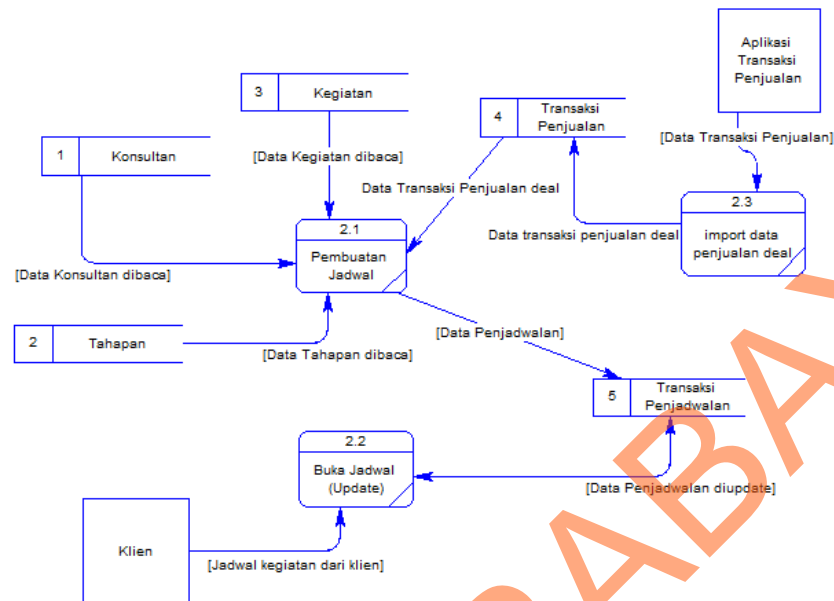 Aplikasi
Transaksi
Penjualan
3
Kegiatan
4
Transaksi
Penjualan
[Data Transaksi Penjualan]
1
Konsultan
[Data Kegiatan dibaca]
Data Transaksi Penjualan deal
2.3
import data
penjualan deal
2.1
Pembuatan
Jadwal
Data transaksi penjualan deal
[Data Konsultan dibaca]
2
Tahapan
[Data Tahapan dibaca]
[Data Penjadwalan]
5
Transaksi
Penjadwalan
2.2
Buka Jadwal
(Update)
[Data Penjadwalan diupdate]
Klien
[Jadwal kegiatan dari klien]
RABAY